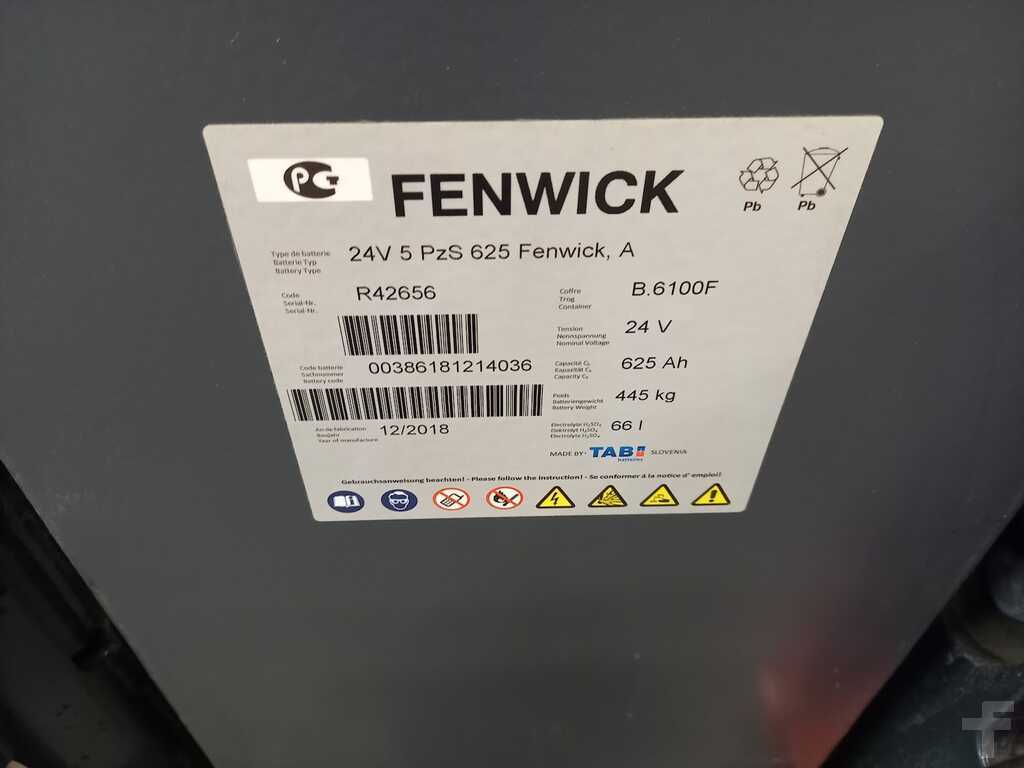 PG
FENWICK
Pb Pb
Type de batterie
Batterie Typ
Battery Type
24V 5 PzS 625 Fenwick, A
Code
Serial-Nr.
Serial-Nr.
R42656
Coffre
Trog
Container
B.6100F
Tension
Nennspannung
Nominal Voltage
24 V
Code batterie
Sachnummer
Battery code
00386181214036
Capacité C₅
Kapazität C₅
Capacity C₅
625 Ah
Poids
Batteriengewicht
Battery Weight
445 kg
An de fabrication
Baujahr
Year of manufacture
12/2018
Electrolyte H₂SO₄
Elektrolyt H₂SO₄
Electrolyte H₂SO₄
66 l
MADE BY· TAB SLOVENIA
batteries
Gebrauchsanweisung beachten! - Please follow the instruction! - Se conformer à la notice d' emploi!